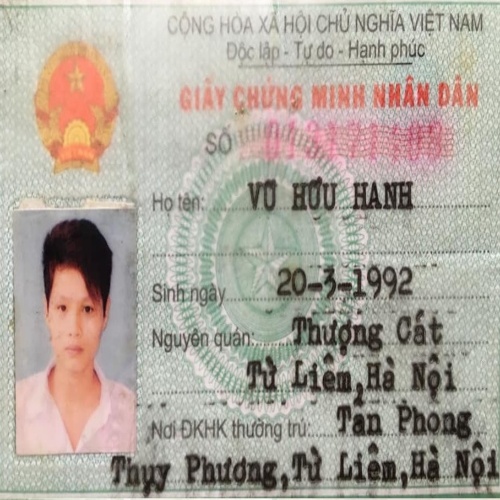 CỘNG HÒA XÃ HỘI CHỦ NGHĨA VIỆT NAM
Độc lập - Tự do - Hạnh phúc
GIẤY CHỨNG MINH NHÂN DÂN
SỐ
Họ tên: VŨ HỮU HANH
Sinh ngày 20-3-1992
Nguyên quán: Thượng Cát
Từ Liêm,Hà Nội
Nơi ĐKHK thường trú: Tân Phong
Thụy Phương,Từ Liêm,Hà Nội